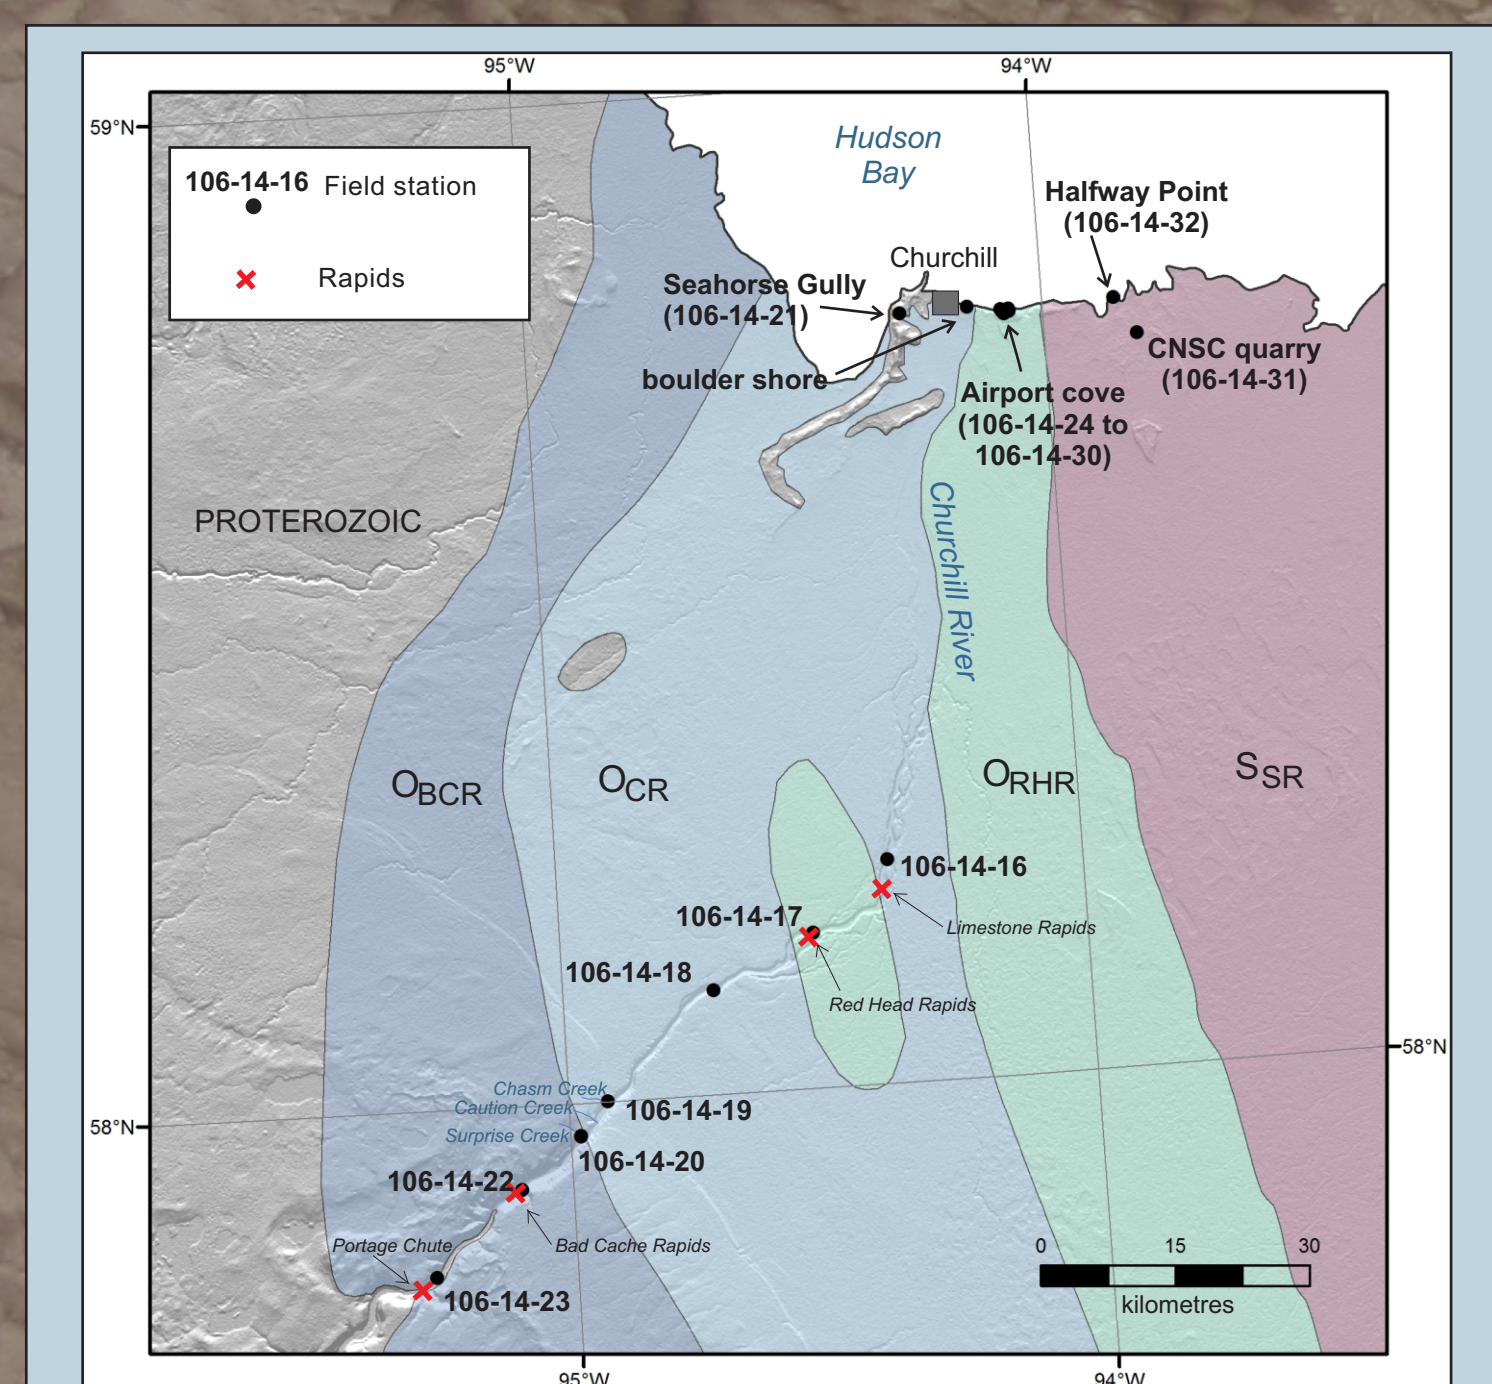 95°W
94°W
59°N
106-14-16 Field station
Rapids
Hudson
Bay
Halfway Point
(106-14-32)
Churchill
Seahorse Gully
(106-14-21)
boulder shore
CNSC quarry
(106-14-31)
Airport cove
(106-14-24 to
106-14-30)
Churchill River
PROTEROZOIC
OBCR
OCR
ORHR
SSR
106-14-16
106-14-17
Limestone Rapids
106-14-18
Red Head Rapids
58°N
Chasm Creek
Caution Creek
106-14-19
58°N
Surprise Creek
106-14-20
106-14-22
Portage Chute
Bad Cache Rapids
106-14-23
0 15 30
kilometres
95°W
94°W